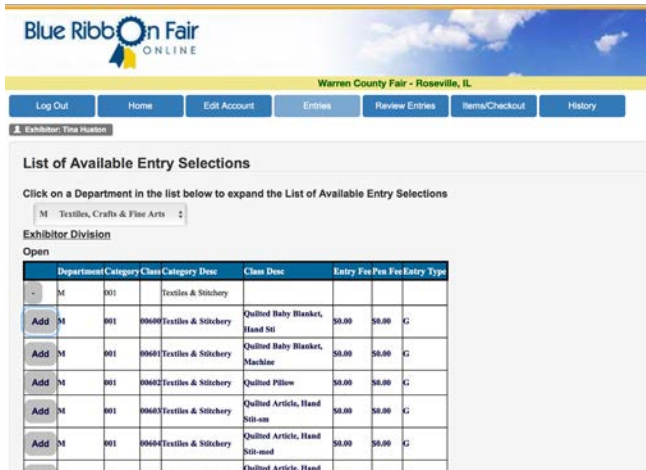 Blue Ribbon Fair
ONLINE
Warren County Fair - Roseville, IL
Log Out Home Edit Account Entries Review Entries Items/Checkout History
Exhibitor: Tina Huston
List of Available Entry Selections
Click on a Department in the list below to expand the List of Available Entry Selections
M Textiles, Crafts & Fine Arts
Exhibitor Division
Open
Department Category Class Category Desc Class Desc Entry Fee Pen Fee Entry Type
- M 001 Textiles & Stitchery
Add M 001 00600 Textiles & Stitchery Quilted Baby Blanket, Hand Sti $0.00 $0.00 G
Add M 001 00601 Textiles & Stitchery Quilted Baby Blanket, Machine $0.00 $0.00 G
Add M 001 00602 Textiles & Stitchery Quilted Pillow $0.00 $0.00 G
Add M 001 00603 Textiles & Stitchery Quilted Article, Hand Stit-sm $0.00 $0.00 G
Add M 001 00604 Textiles & Stitchery Quilted Article, Hand Stit-med $0.00 $0.00 G
Quilted Article, Hand